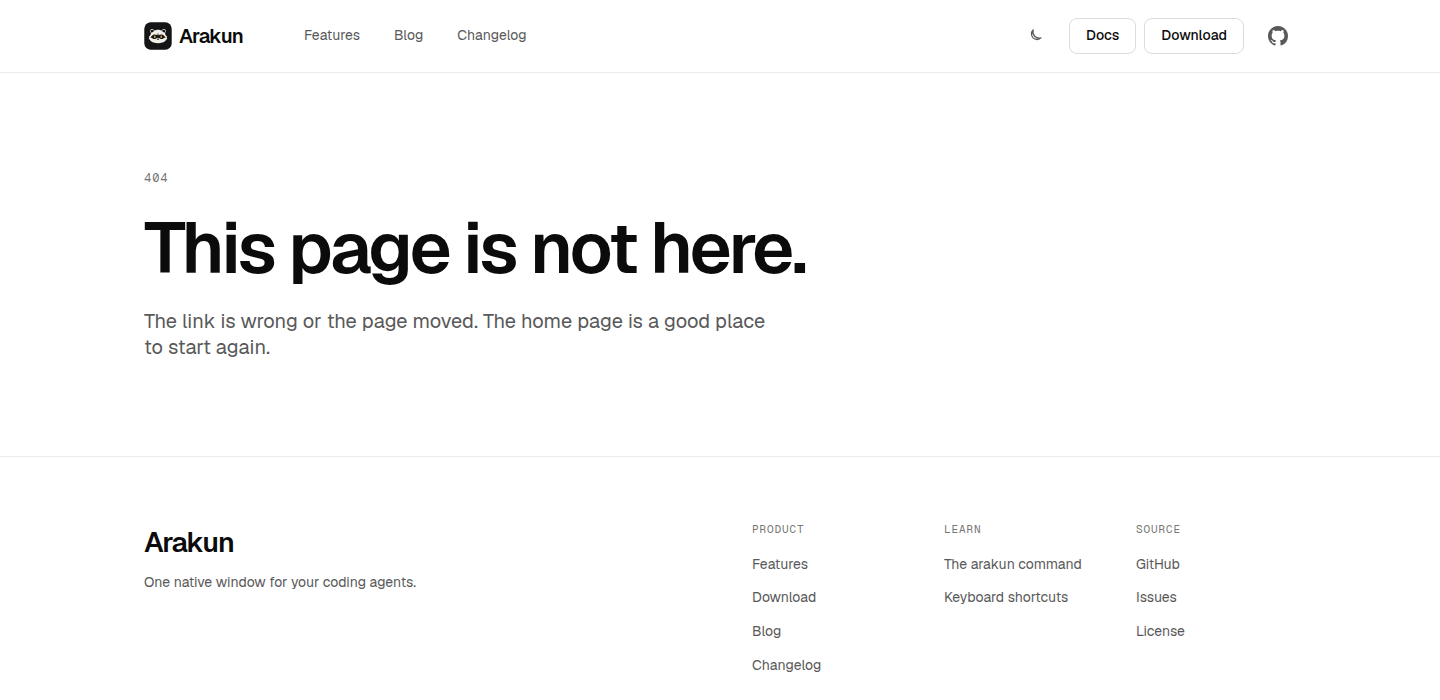 Arakun
Features
Blog
Changelog
Docs
Download
404
This page is not here.
The link is wrong or the page moved. The home page is a good place
to start again.
Arakun
One native window for your coding agents.
PRODUCT
Features
Download
Blog
Changelog
LEARN
The arakun command
Keyboard shortcuts
SOURCE
GitHub
Issues
License